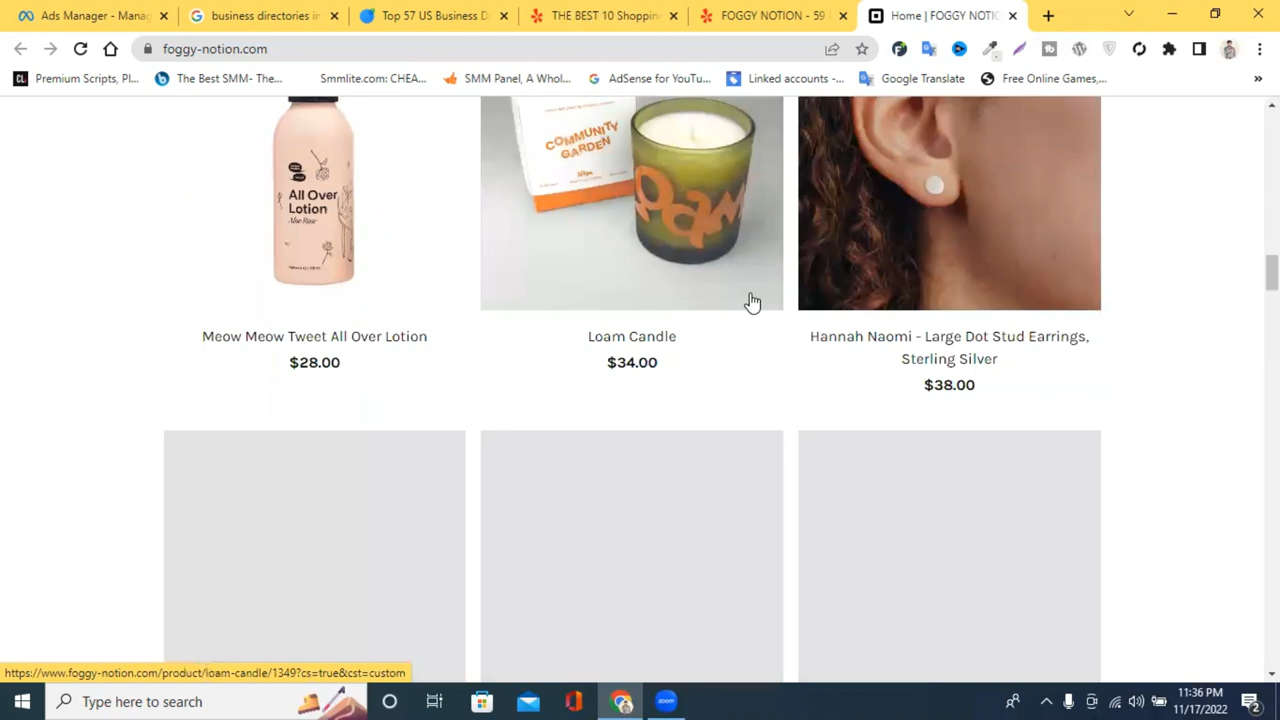 Ads Manager - Manag
business directories in
Top 57 US Business D
THE BEST 10 Shoppin
FOGGY NOTION - 59
Home | FOGGY NOTIO
foggy-notion.com
Premium Scripts, Pl...
The Best SMM- The...
Smmlite.com: CHEA...
SMM Panel, A Whol...
AdSense for YouTu...
Linked accounts -...
Google Translate
Free Online Games,...
COMMUNITY
GARDEN
All Over
Lotion
Meow Meow Tweet All Over Lotion
$28.00
Loam Candle
$34.00
Hannah Naomi - Large Dot Stud Earrings,
Sterling Silver
$38.00
https://www.foggy-notion.com/product/loam-candle/1349?cs=true&cst=custom
Type here to search
zoom
11:36 PM
11/17/2022
2